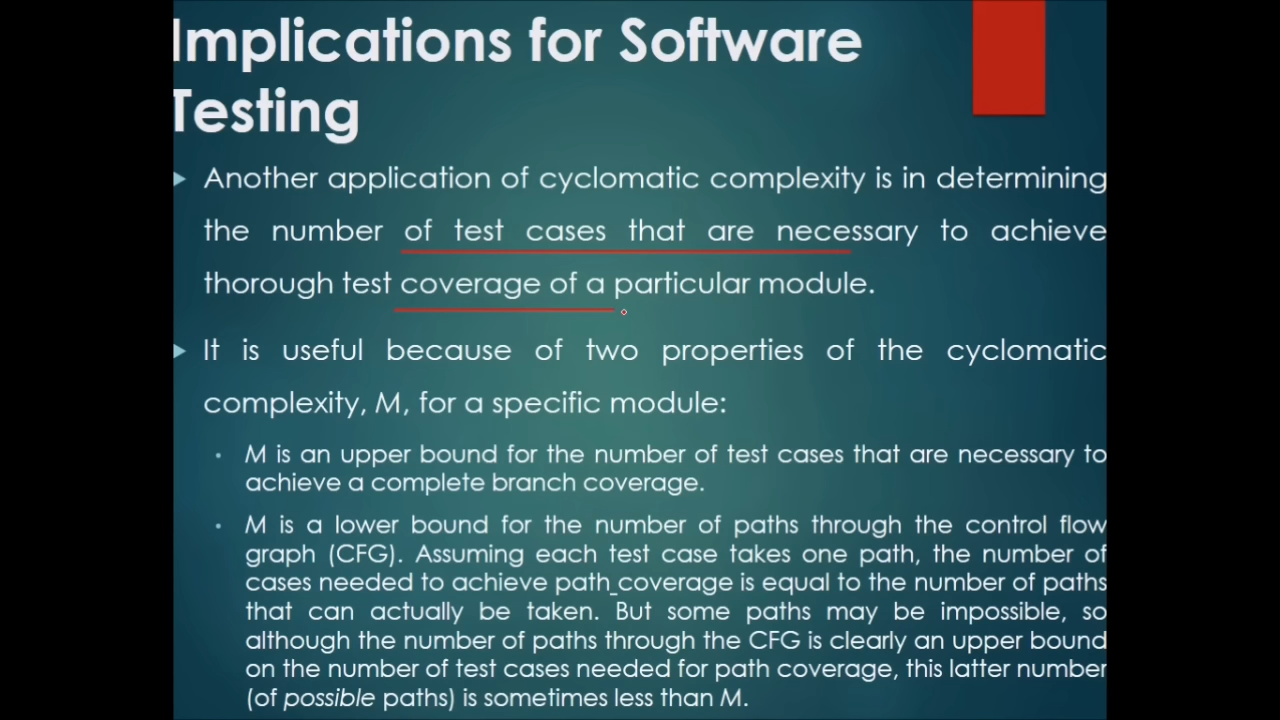 Implications for Software
Testing
Another application of cyclomatic complexity is in determining
the number of test cases that are necessary to achieve
thorough test coverage of a particular module.
It is useful because of two properties of the cyclomatic
complexity, M, for a specific module:
M is an upper bound for the number of test cases that are necessary to
achieve a complete branch coverage.
M is a lower bound for the number of paths through the control flow
graph (CFG). Assuming each test case takes one path, the number of
cases needed to achieve path_coverage is equal to the number of paths
that can actually be taken. But some paths may be impossible, so
although the number of paths through the CFG is clearly an upper bound
on the number of test cases needed for path coverage, this latter number
(of possible paths) is sometimes less than M.